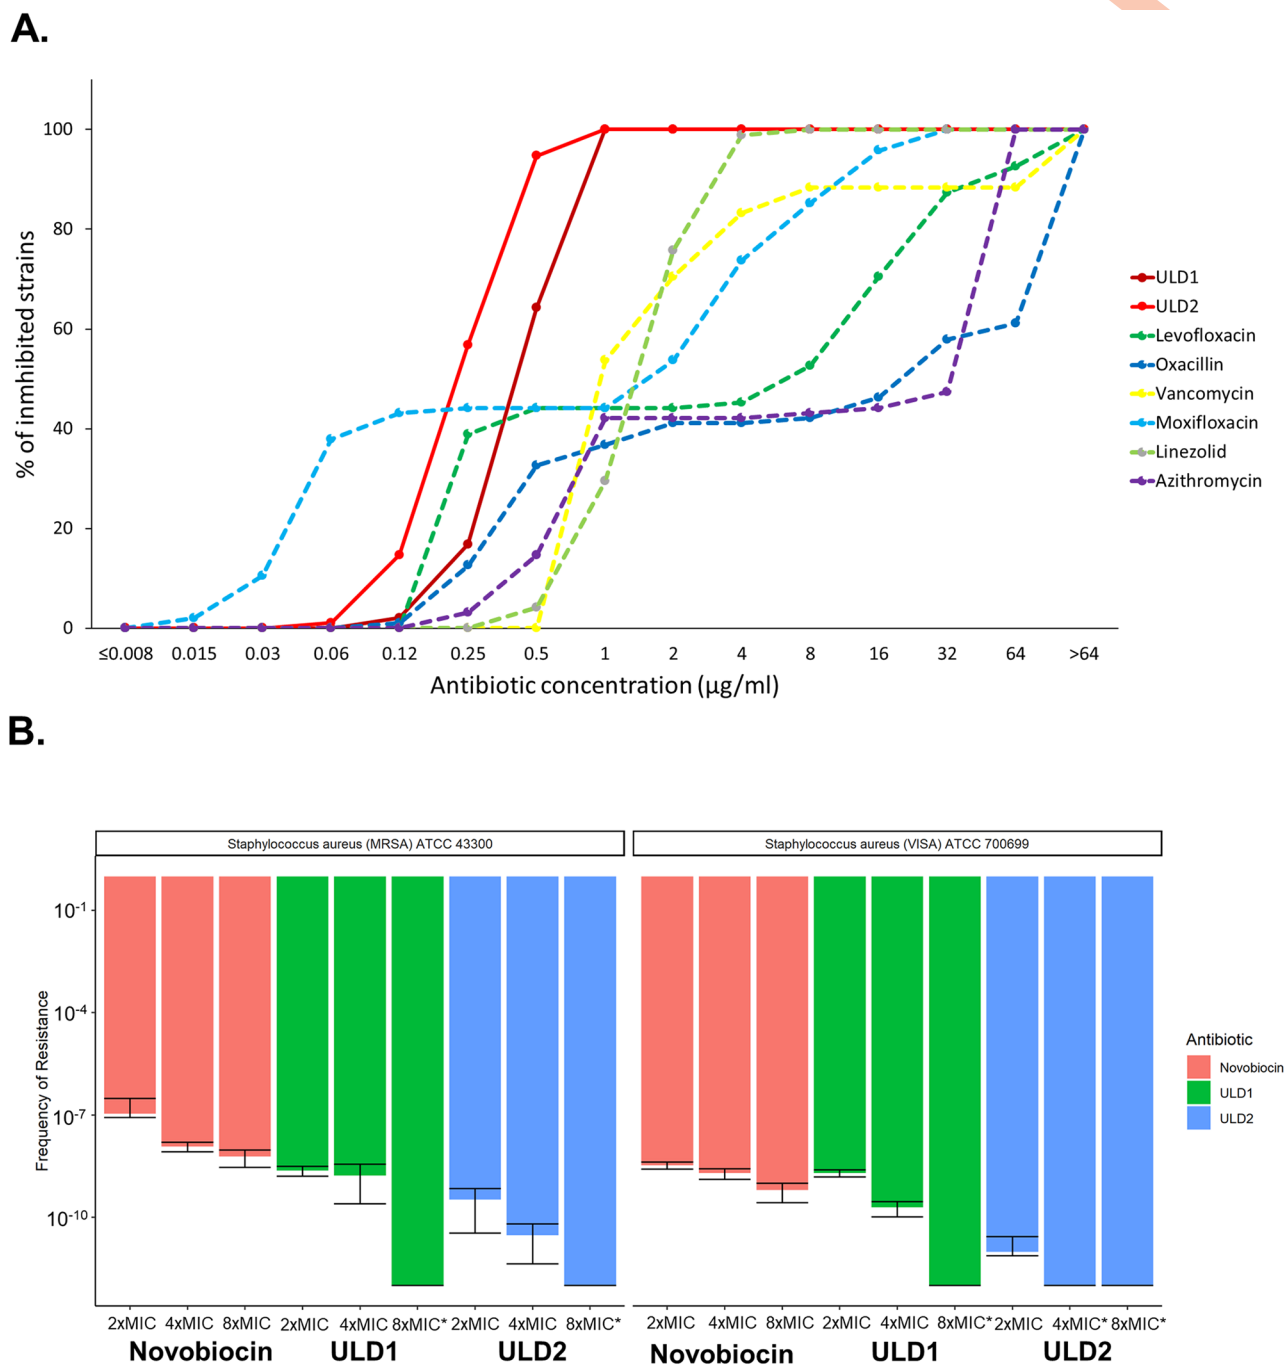 A.
100
80
60
40
20
0
% of inmhibited strains
≤0.008 0.015 0.03 0.06 0.12 0.25 0.5 1 2 4 8 16 32 64 >64
Antibiotic concentration (µg/ml)
ULD1
ULD2
Levofloxacin
Oxacillin
Vancomycin
Moxifloxacin
Linezolid
Azithromycin
B.
Staphylococcus aureus (MRSA) ATCC 43300
Staphylococcus aureus (VISA) ATCC 700699
10-1
10-4
10-7
10-10
Frequency of Resistance
2xMIC 4xMIC 8xMIC 2xMIC 4xMIC 8xMIC* 2xMIC 4xMIC 8xMIC*
2xMIC 4xMIC 8xMIC 2xMIC 4xMIC 8xMIC* 2xMIC 4xMIC* 8xMIC*
Novobiocin ULD1 ULD2
Novobiocin ULD1 ULD2
Antibiotic
Novobiocin
ULD1
ULD2